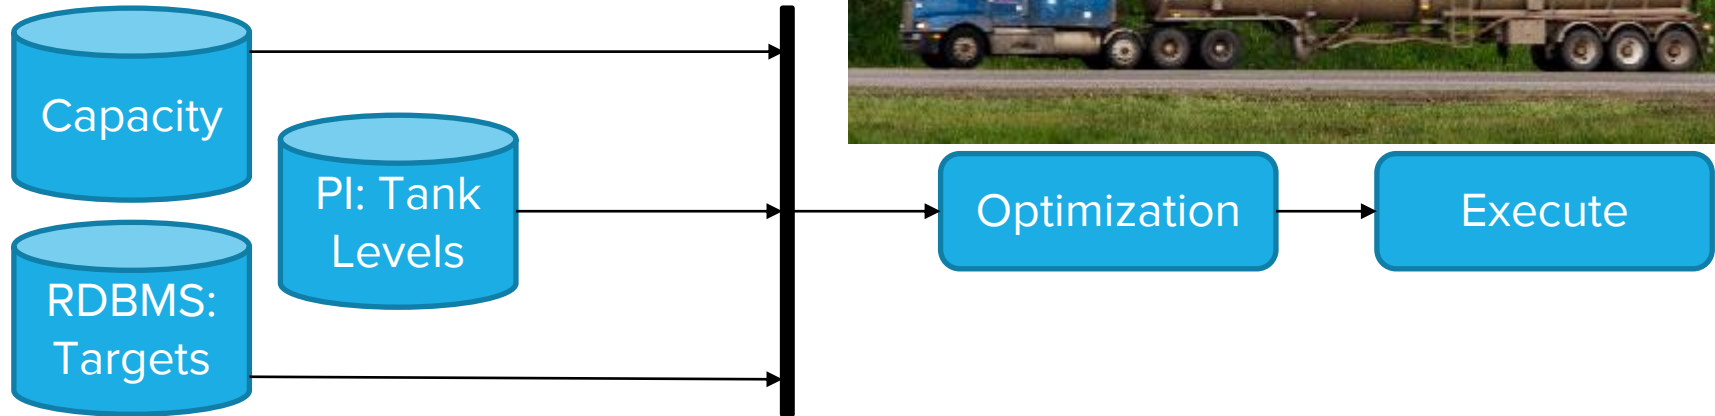 Capacity
PI: Tank
Levels
RDBMS:
Targets
Optimization
Execute